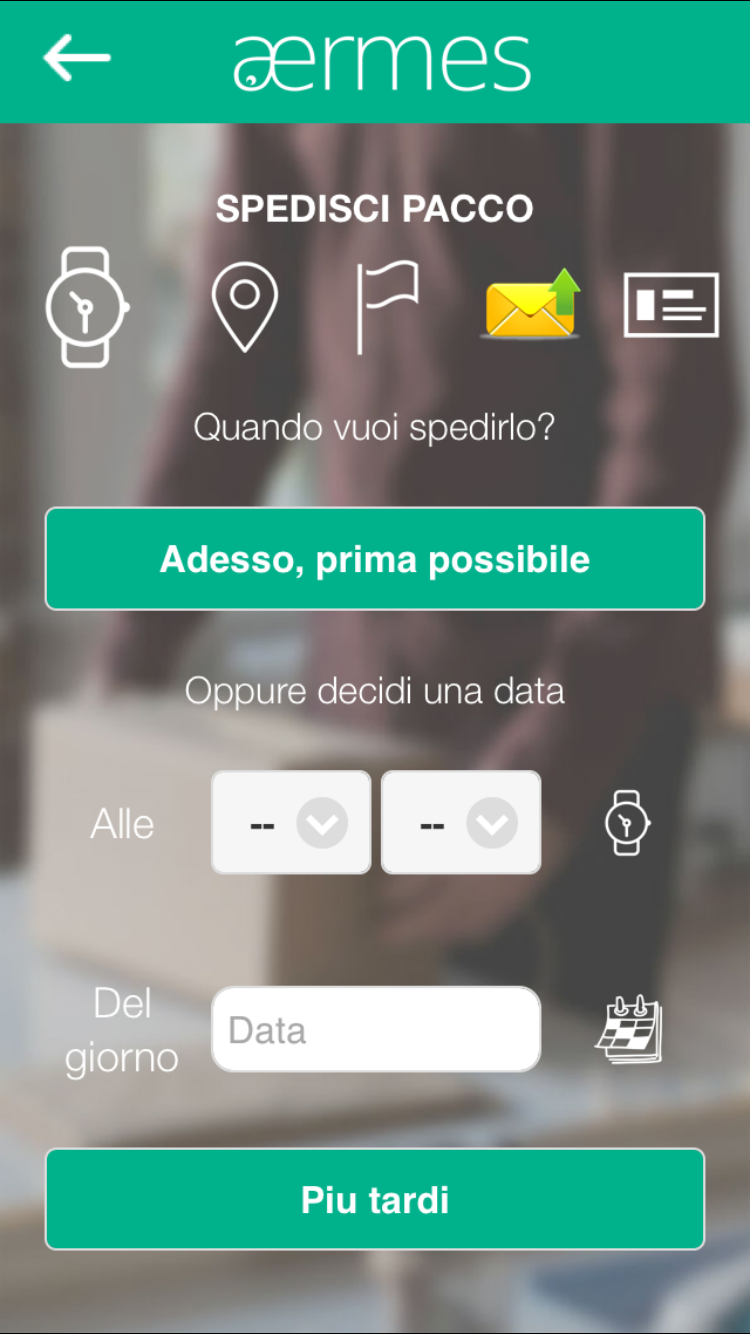 ærmes
SPEDISCI PACCO
Quando vuoi spedirlo?
Adesso, prima possibile
Oppure decidi una data
Alle -- --
Del
giorno
Data
Piu tardi